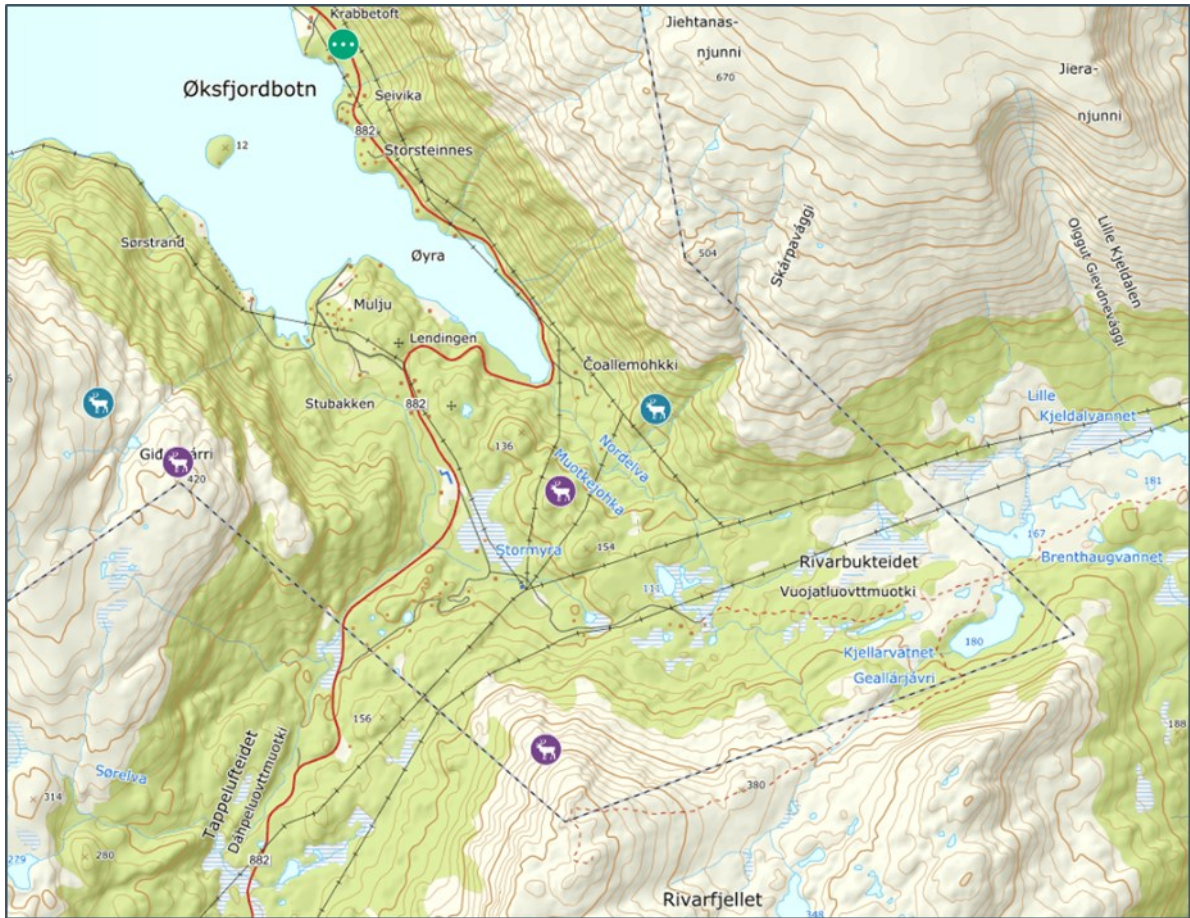 Krabbetoft
Jiehtanas-
njunni
670
Øksfjordbotn
Jiera-
njunni
Seivika
882
Storsteinnes
12
Sørstrand
Øyra
504
Skárpavággi
Lille Kjeldalen
Olggut Gievdnevággi
Mulju
Lendingen
Čoallemohkki
Stubakken
882
Lille
Kjeldalvannet
136
Nordelva
Muotkejohka
420
181
Stormyra
154
167
Brenthaugvannet
Rivarbukteidet
111
Vuojatluovttmuotki
180
Kjellarvatnet
Geallárjávri
156
188
Tappelufteidet
Dáhpeluovttmuotki
Sørelva
314
380
280
279
882
Rivarfjellet
348